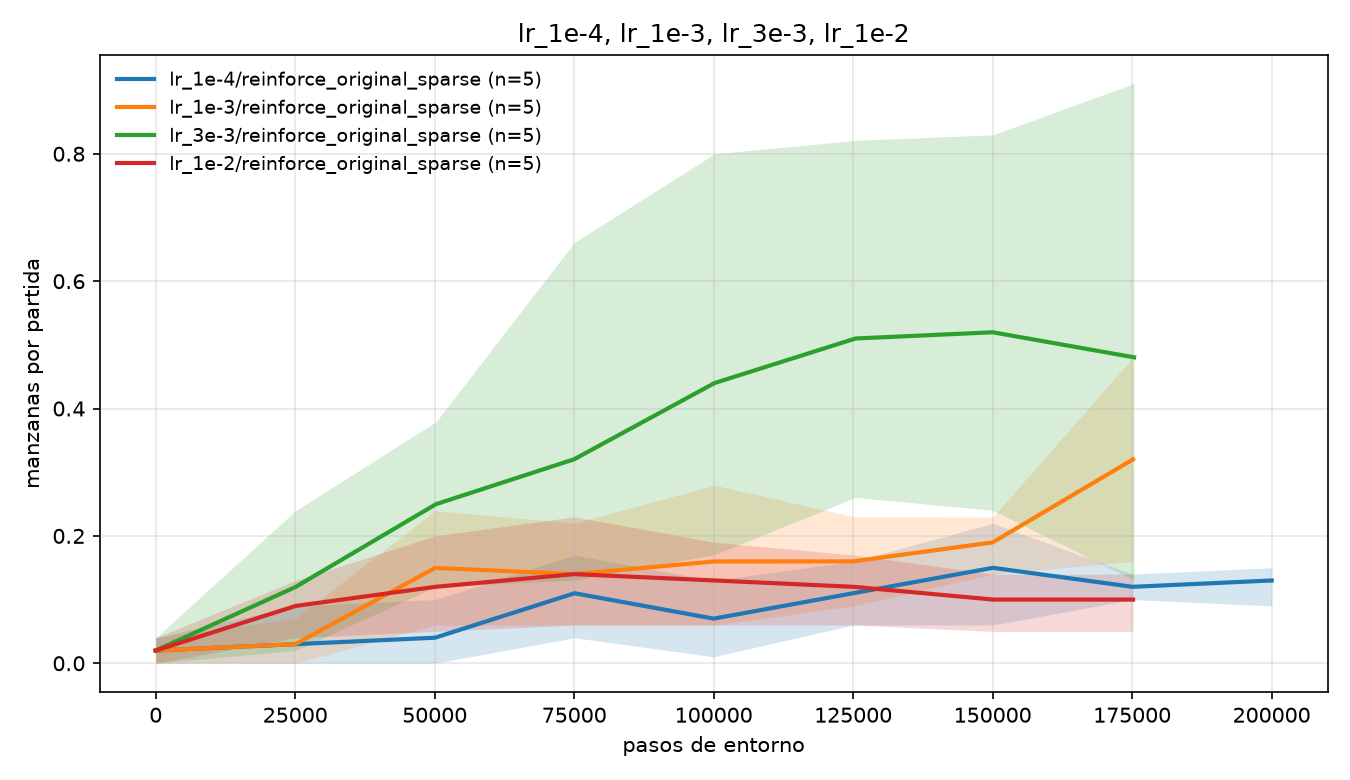 lr_1e-4, lr_1e-3, lr_3e-3, lr_1e-2
lr_1e-4/reinforce_original_sparse (n=5)
lr_1e-3/reinforce_original_sparse (n=5)
lr_3e-3/reinforce_original_sparse (n=5)
lr_1e-2/reinforce_original_sparse (n=5)
manzanas por partida
0.8
0.6
0.4
0.2
0.0
0 25000 50000 75000 100000 125000 150000 175000 200000
pasos de entorno